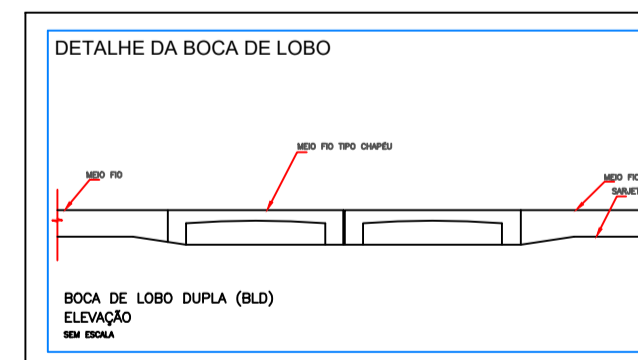 DETALHE DA BOCA DE LOBO
MEIO FIO TIPO CHAPÉU
MEIO FIO
MEIO FIO
SARJET
BOCA DE LOBO DUPLA (BLD)
ELEVAÇÃO
SEM ESCALA